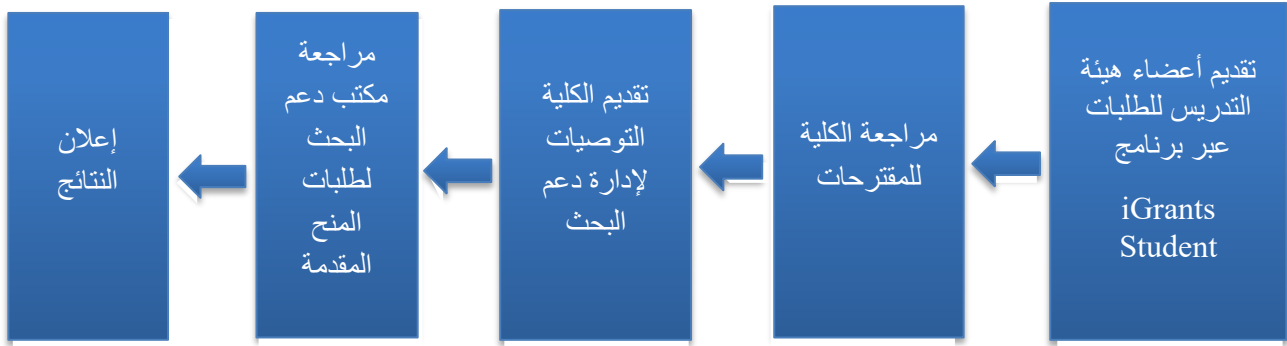 تقديم أعضاء هيئة
التدريس للطلبات
عبر برنامج
iGrants
Student
مراجعة الكلية
للمقترحات
تقديم الكلية
التوصيات
لإدارة دعم
البحث
مراجعة
مكتب دعم
البحث
لطلبات
المنح
المقدمة
إعلان
النتائج